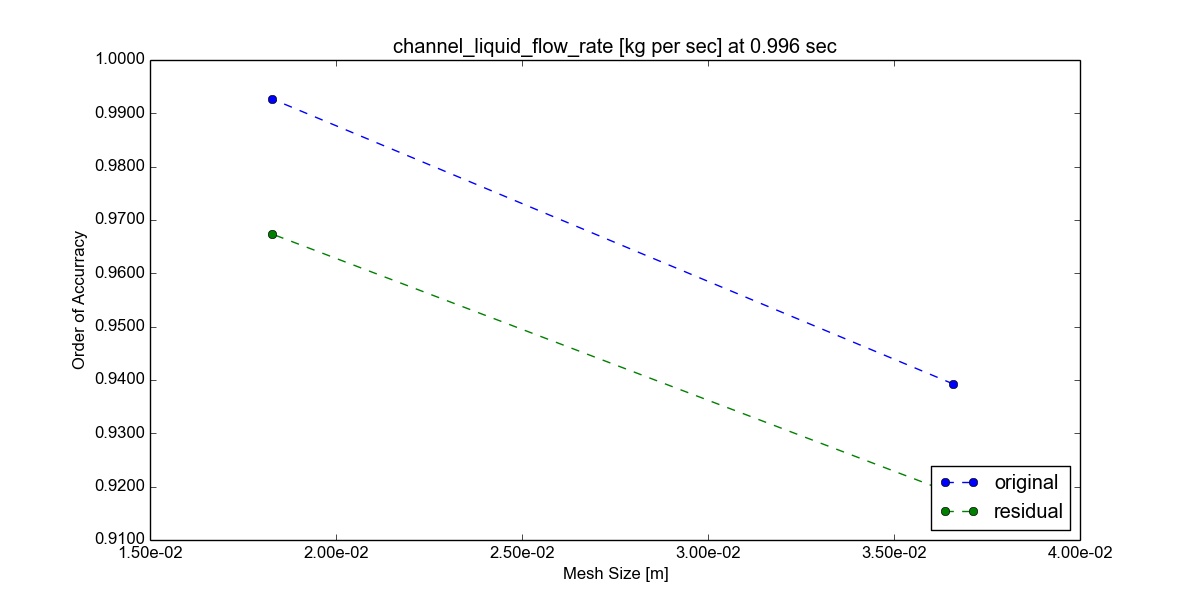 channel_liquid_flow_rate [kg per sec] at 0.996 sec
1.0000
0.9900
0.9800
0.9700
0.9600
0.9500
0.9400
0.9300
0.9200
0.9100
Order of Accurracy
1.50e-02 2.00e-02 2.50e-02 3.00e-02 3.50e-02 4.00e-02
Mesh Size [m]
original
residual